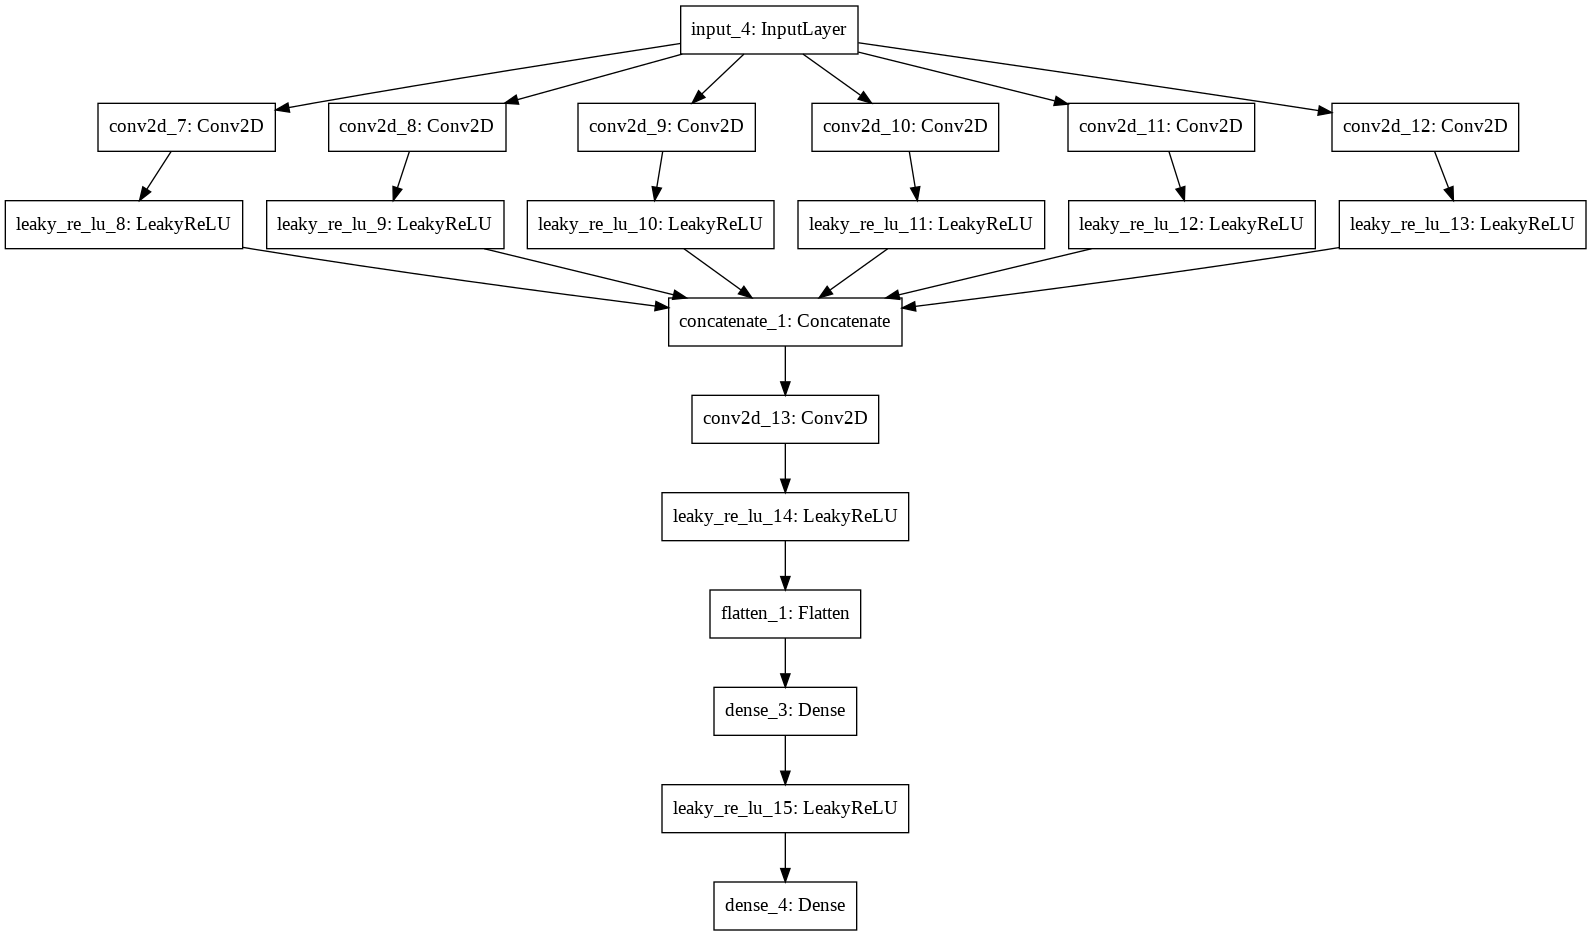 input_4: InputLayer
conv2d_7: Conv2D
conv2d_8: Conv2D
conv2d_9: Conv2D
conv2d_10: Conv2D
conv2d_11: Conv2D
conv2d_12: Conv2D
leaky_re_lu_8: LeakyReLU
leaky_re_lu_9: LeakyReLU
leaky_re_lu_10: LeakyReLU
leaky_re_lu_11: LeakyReLU
leaky_re_lu_12: LeakyReLU
leaky_re_lu_13: LeakyReLU
concatenate_1: Concatenate
conv2d_13: Conv2D
leaky_re_lu_14: LeakyReLU
flatten_1: Flatten
dense_3: Dense
leaky_re_lu_15: LeakyReLU
dense_4: Dense